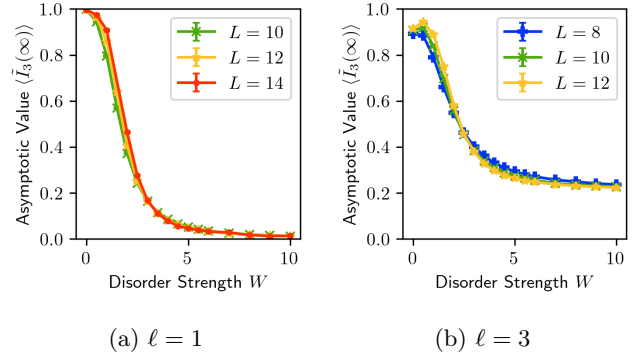 1.0
0.8
0.6
0.4
0.2
0.0
Asymptotic Value ⟨Ĩ₃(∞)⟩
L = 10
L = 12
L = 14
0
5
10
Disorder Strength W
(a) ℓ = 1
1.0
0.8
0.6
0.4
0.2
0.0
Asymptotic Value ⟨Ĩ₃(∞)⟩
L = 8
L = 10
L = 12
0
5
10
Disorder Strength W
(b) ℓ = 3